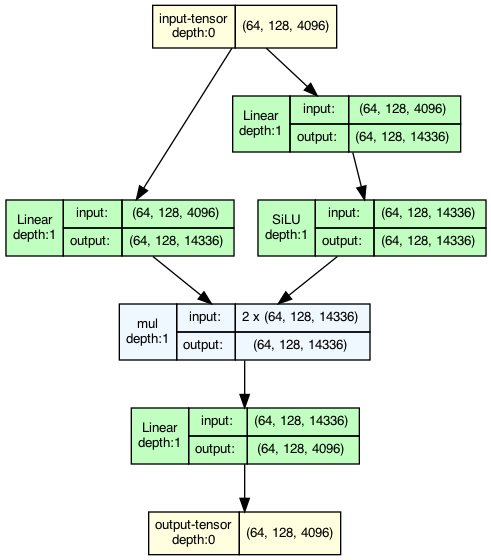 input-tensor
depth:0
(64, 128, 4096)
Linear
depth:1
input:
(64, 128, 4096)
output:
(64, 128, 14336)
Linear
depth:1
input:
(64, 128, 4096)
output:
(64, 128, 14336)
SiLU
depth:1
input:
(64, 128, 14336)
output:
(64, 128, 14336)
mul
depth:1
input:
2 x (64, 128, 14336)
output:
(64, 128, 14336)
Linear
depth:1
input:
(64, 128, 14336)
output:
(64, 128, 4096)
output-tensor
depth:0
(64, 128, 4096)